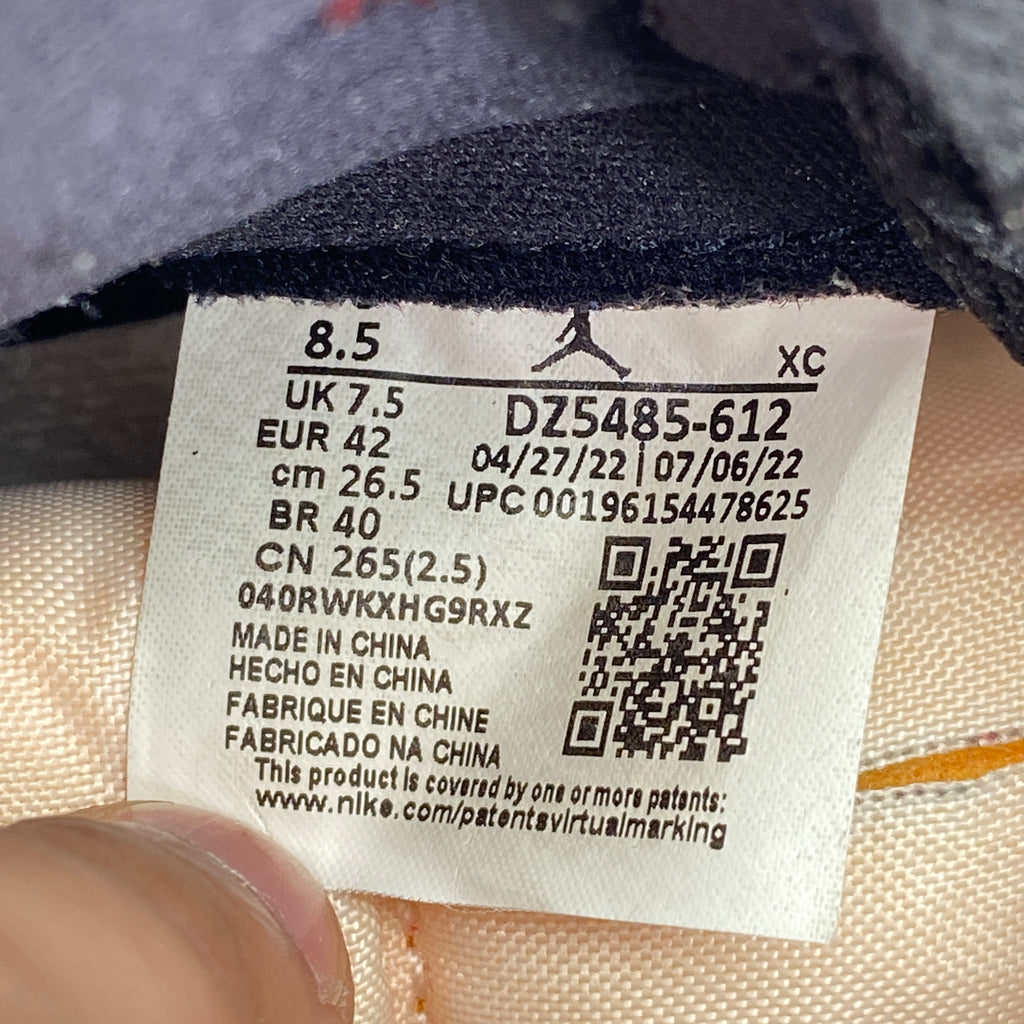 8.5
XC
UK 7.5
EUR 42
cm 26.5
BR 40
CN 265(2.5)
DZ5485-612
04/27/22 | 07/06/22
UPC 00196154478625
040RWKXHG9RXZ
MADE IN CHINA
HECHO EN CHINA
FABRIQUE EN CHINE
FABRICADO NA CHINA
This product is covered by one or more patents:
www.nike.com/patentsvirtualmarking